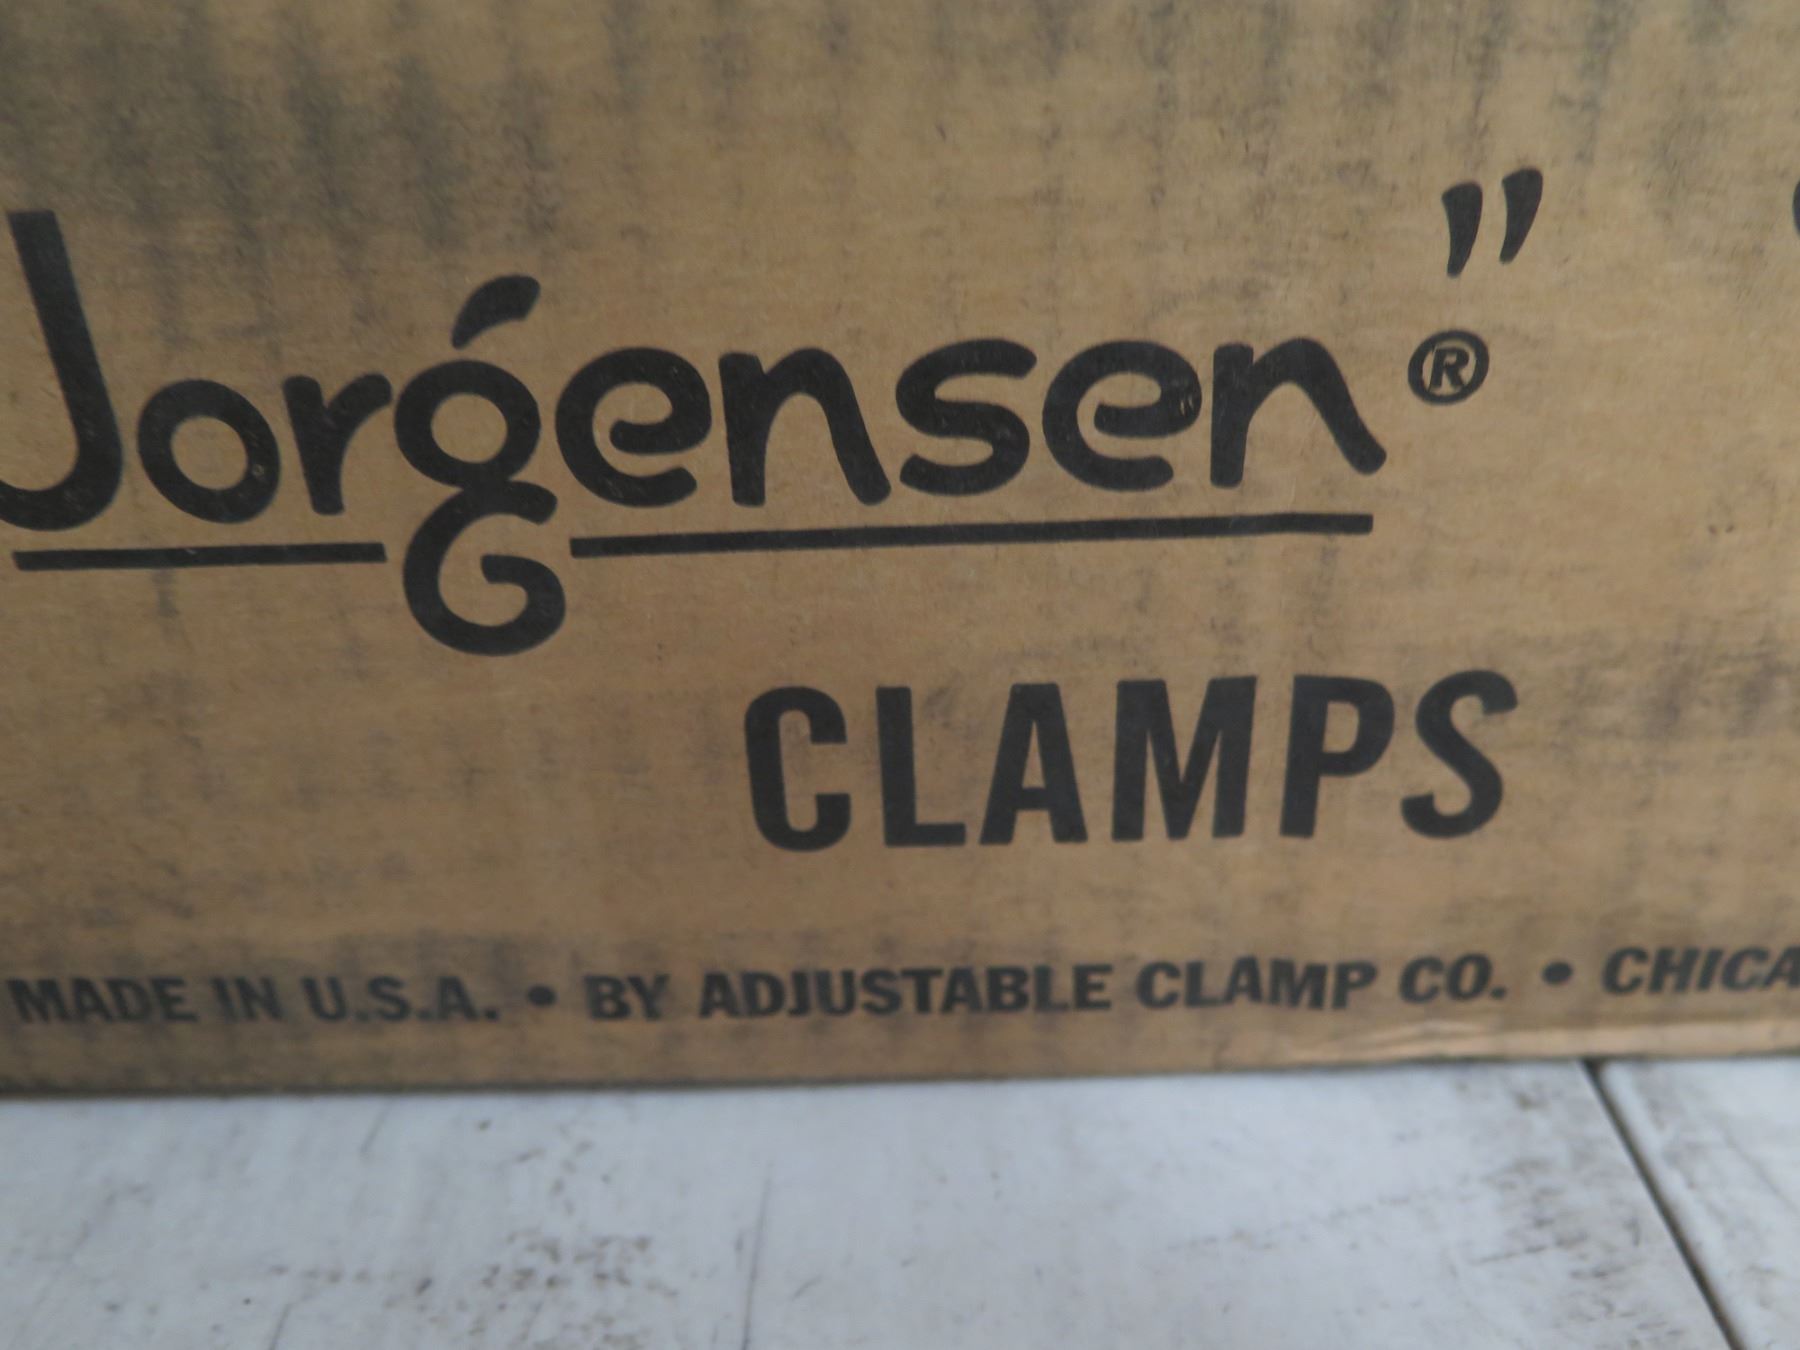 Jorgensen®"
CLAMPS
MADE IN U.S.A. • BY ADJUSTABLE CLAMP CO. • CHICA